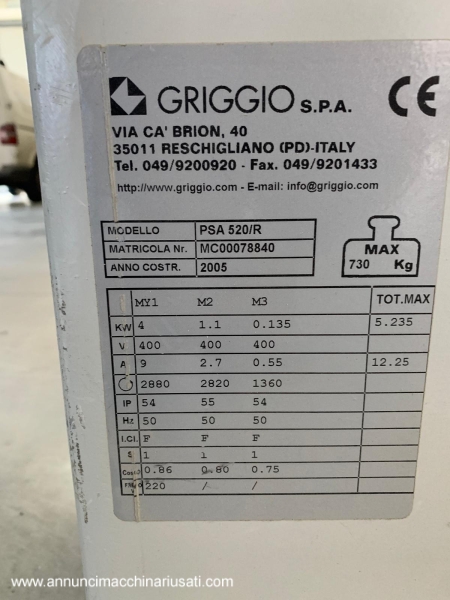 GRIGGIO S.P.A. CE
VIA CA' BRION, 40
35011 RESCHIGLIANO (PD)-ITALY
Tel. 049/9200920 - Fax. 049/9201433
http://www.griggio.com - E-mail: info@griggio.com
MODELLO PSA 520/R
MATRICOLA Nr. MC00078840
ANNO COSTR. 2005
MAX
730 Kg
MY1 M2 M3 TOT.MAX
KW 4 1.1 0.135 5.235
V 400 400 400
A 9 2.7 0.55 12.25
2880 2820 1360
IP 54 55 54
Hz 50 50 50
I.Cl. F F F
S 1 1 1
0.86 0.80 0.75
220 / /
www.annuncimacchinariusati.com